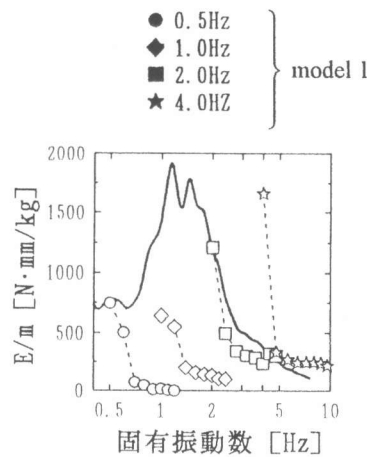 ● 0.5Hz
◆ 1.0Hz
■ 2.0Hz
★ 4.0HZ
model 1
2000
1500
1000
500
0
E/m [N·mm/kg]
0.5 1 2 5 10
固有振動数 [Hz]